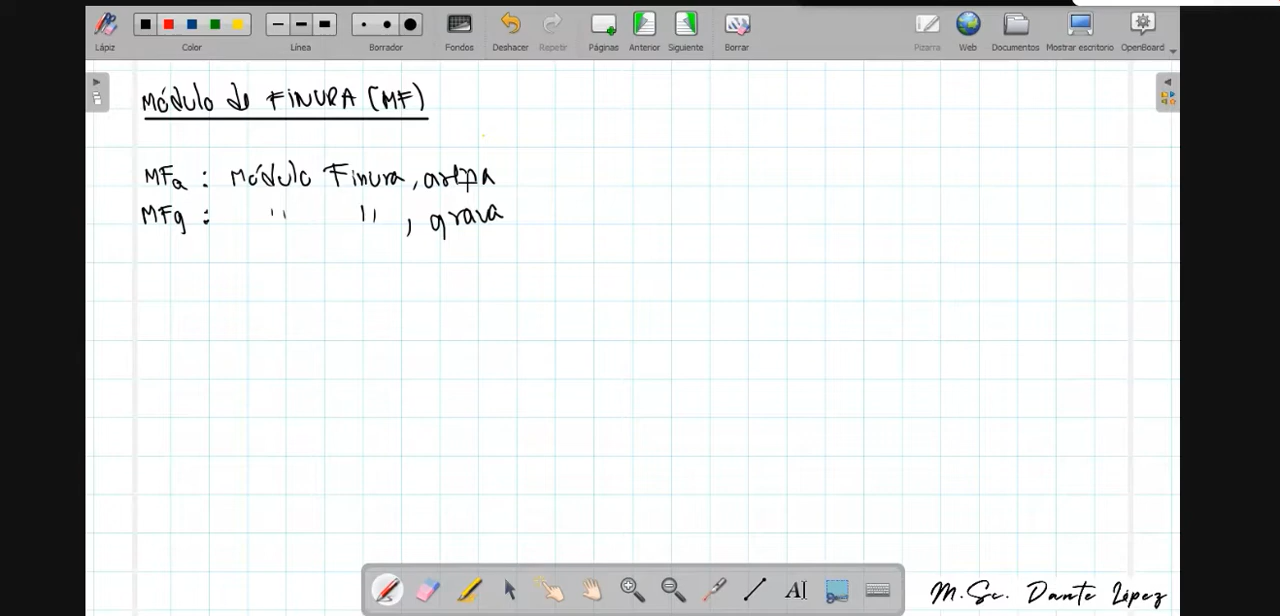 Lápiz Color Línea Borrador Fondos Deshacer Repetir Páginas Anterior Siguiente Borrar Pizarra Web Documentos Mostrar escritorio OpenBoard
Módulo de FINURA (MF)
MFa : Módulo Finura, arena
MFg : " " , grava
M.Sc. Dante López